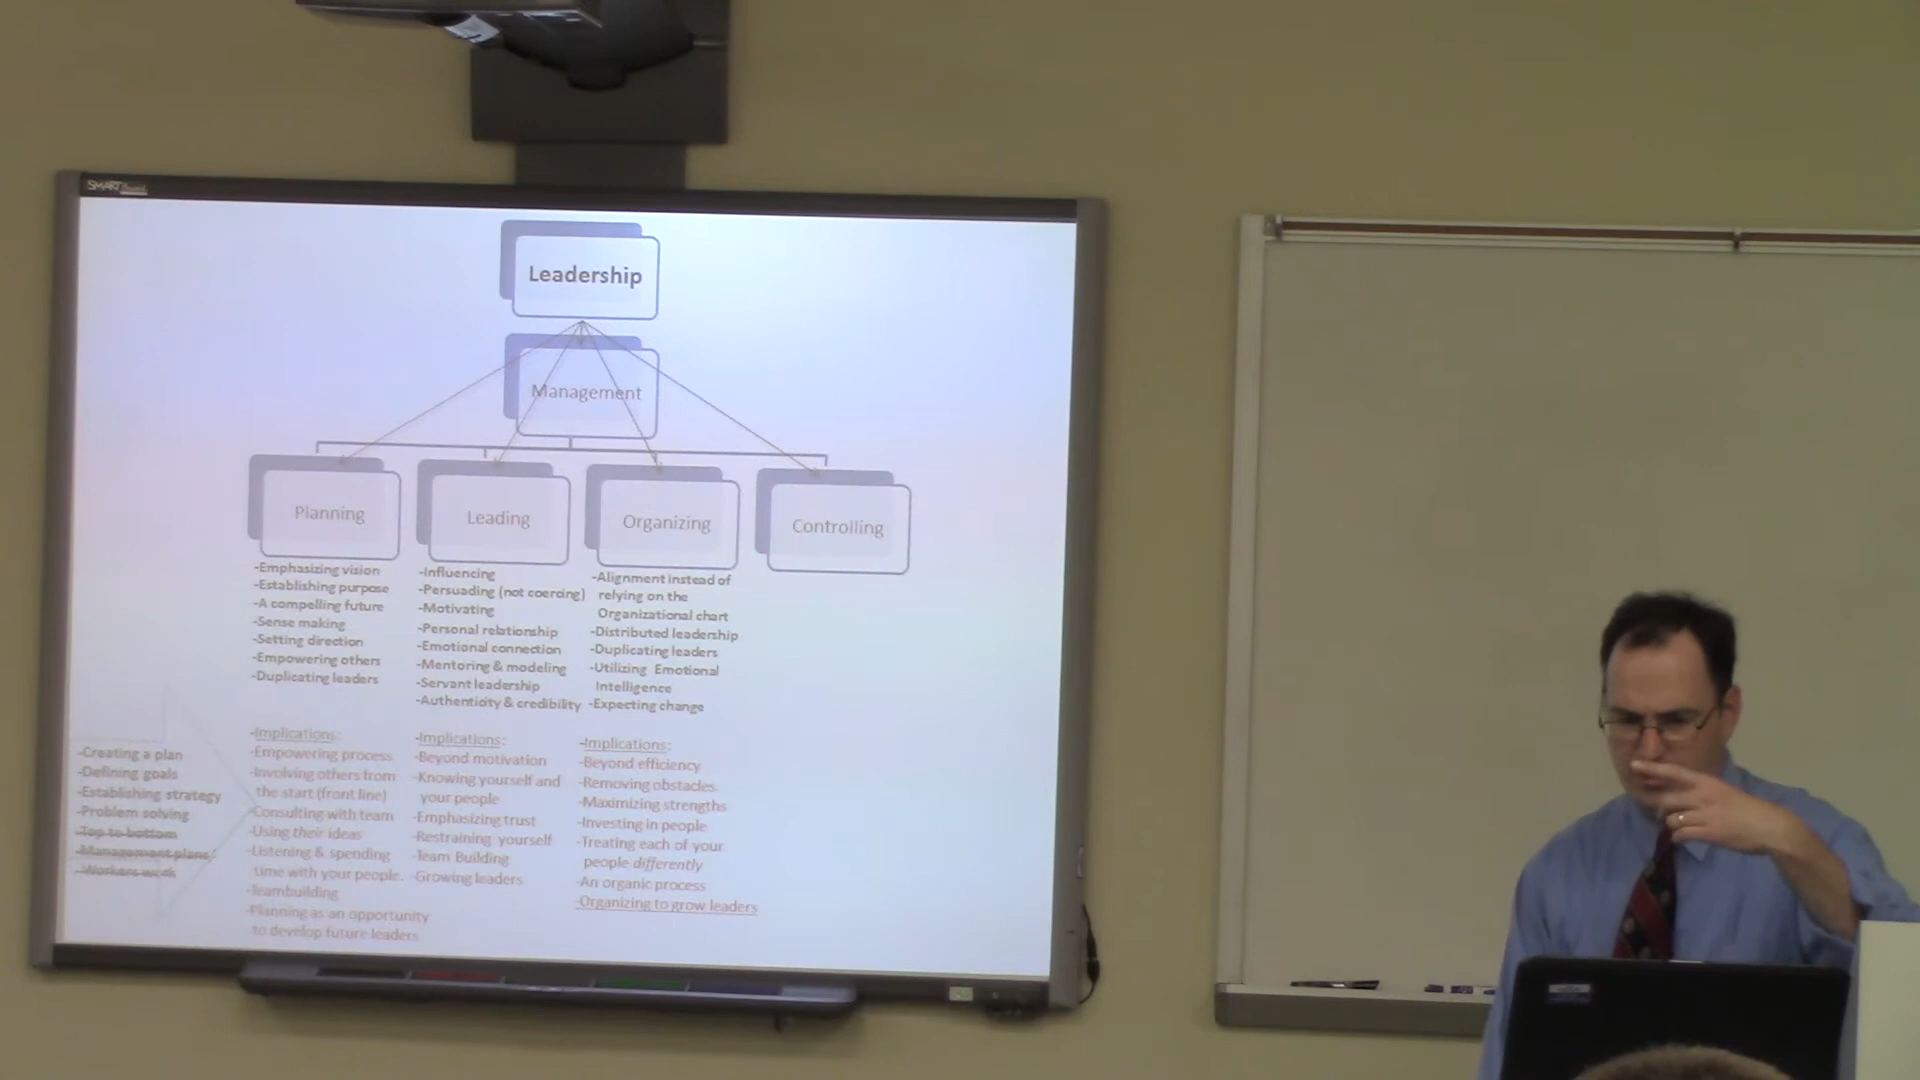 SMART Board
Leadership
Management
Planning
Leading
Organizing
Controlling
-Emphasizing vision
-Establishing purpose
-A compelling future
-Sense making
-Setting direction
-Empowering others
-Duplicating leaders
-Influencing
-Persuading (not coercing)
-Motivating
-Personal relationship
-Emotional connection
-Mentoring & modeling
-Servant leadership
-Authenticity & credibility
-Alignment instead of
relying on the
Organizational chart
-Distributed leadership
-Duplicating leaders
-Utilizing Emotional
Intelligence
-Expecting change
-Creating a plan
-Defining goals
-Establishing strategy
-Problem solving
-Top to bottom
-Management plans/
-Workers work
-Implications:
-Empowering process
-Involving others from
the start (front line)
-Consulting with team
-Using their ideas
-Listening & spending
time with your people.
-Teambuilding
-Planning as an opportunity
to develop future leaders
-Implications:
-Beyond motivation
-Knowing yourself and
your people
-Emphasizing trust
-Restraining yourself
-Team Building
-Growing leaders
-Implications:
-Beyond efficiency
-Removing obstacles.
-Maximizing strengths
-Investing in people
-Treating each of your
people differently
-An organic process
-Organizing to grow leaders